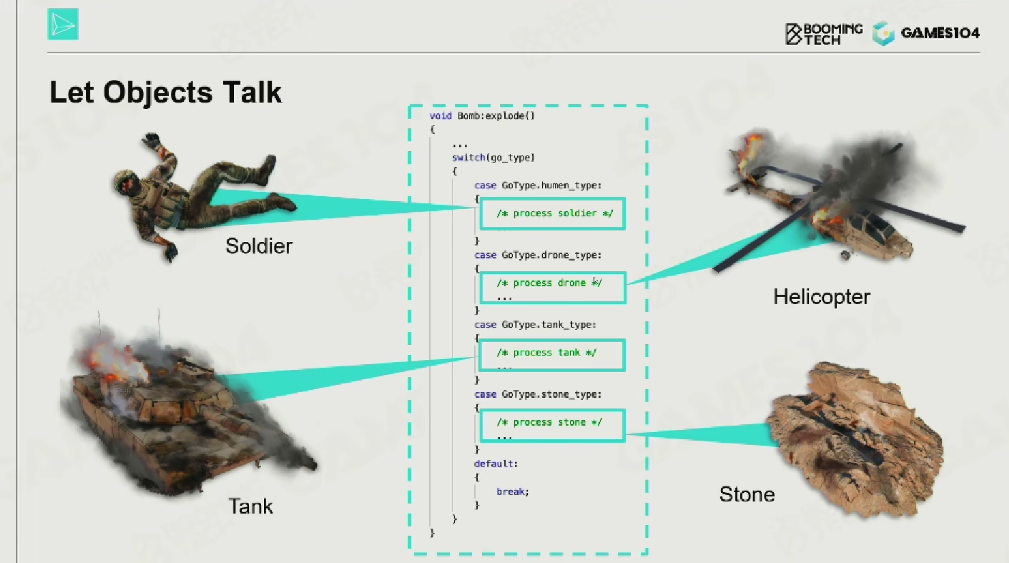 BOOMING
TECH
GAMES104
Let Objects Talk
void Bomb:explode()
{
...
switch(go_type)
{
case GoType.humen_type:
{
/* process soldier */
}
case GoType.drone_type:
{
/* process drone */
...
}
case GoType.tank_type:
{
/* process tank */
...
}
case GoType.stone_type:
{
/* process stone */
...
}
default:
{
break;
}
}
}
Soldier
Helicopter
Tank
Stone